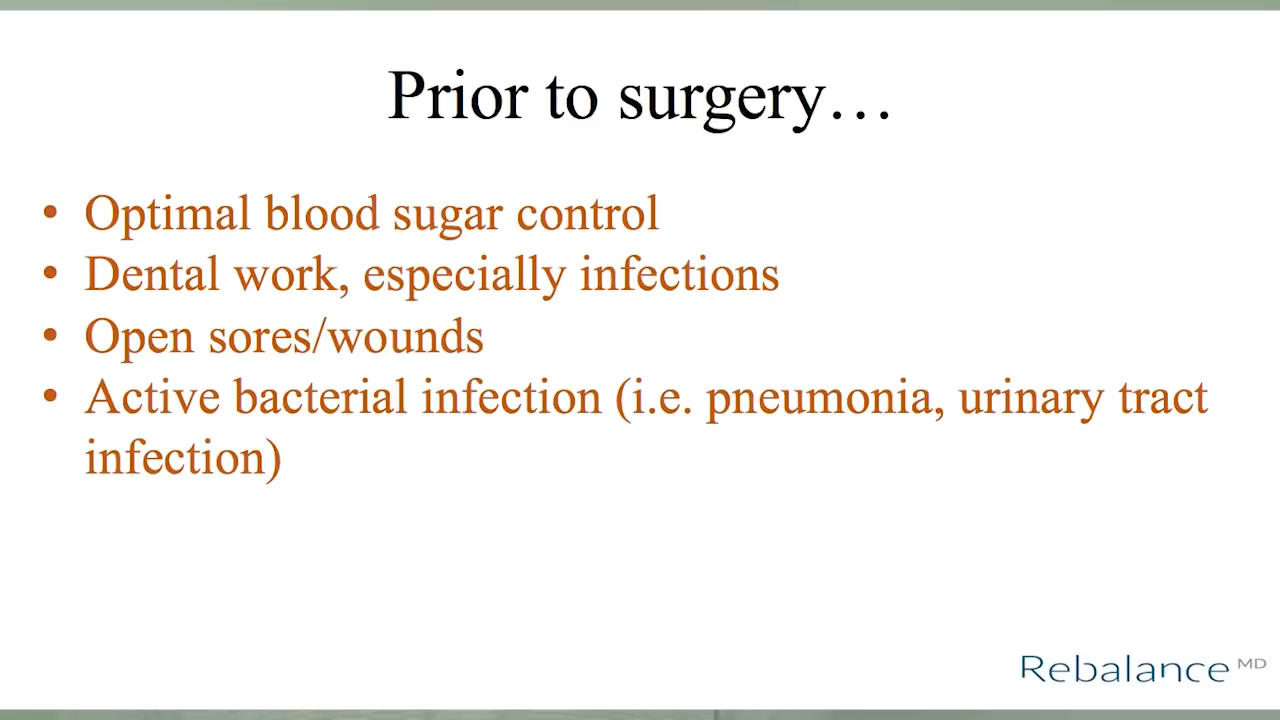 Prior to surgery…
• Optimal blood sugar control
• Dental work, especially infections
• Open sores/wounds
• Active bacterial infection (i.e. pneumonia, urinary tract
infection)
Rebalance MD